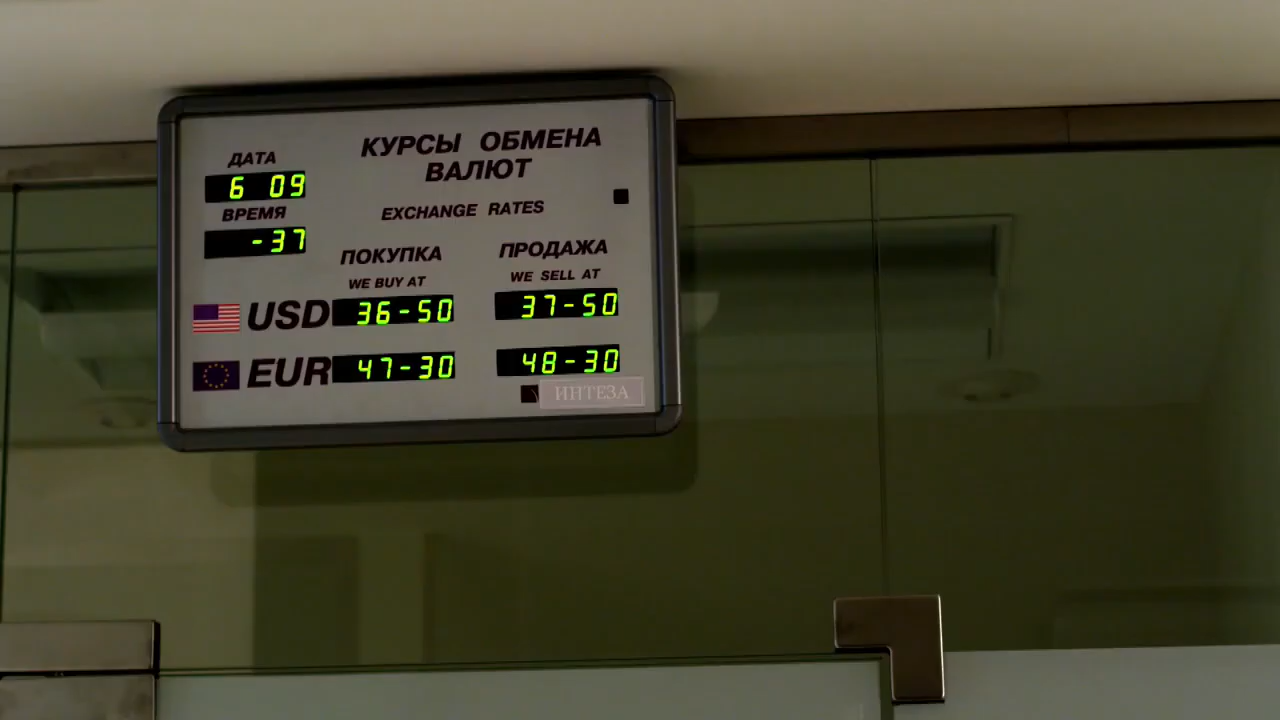 КУРСЫ ОБМЕНА
ВАЛЮТ
EXCHANGE RATES
ДАТА
6 09
ВРЕМЯ
-37
ПОКУПКА ПРОДАЖА
WE BUY AT WE SELL AT
USD 36-50 37-50
EUR 47-30 48-30
ИНТЕЗА